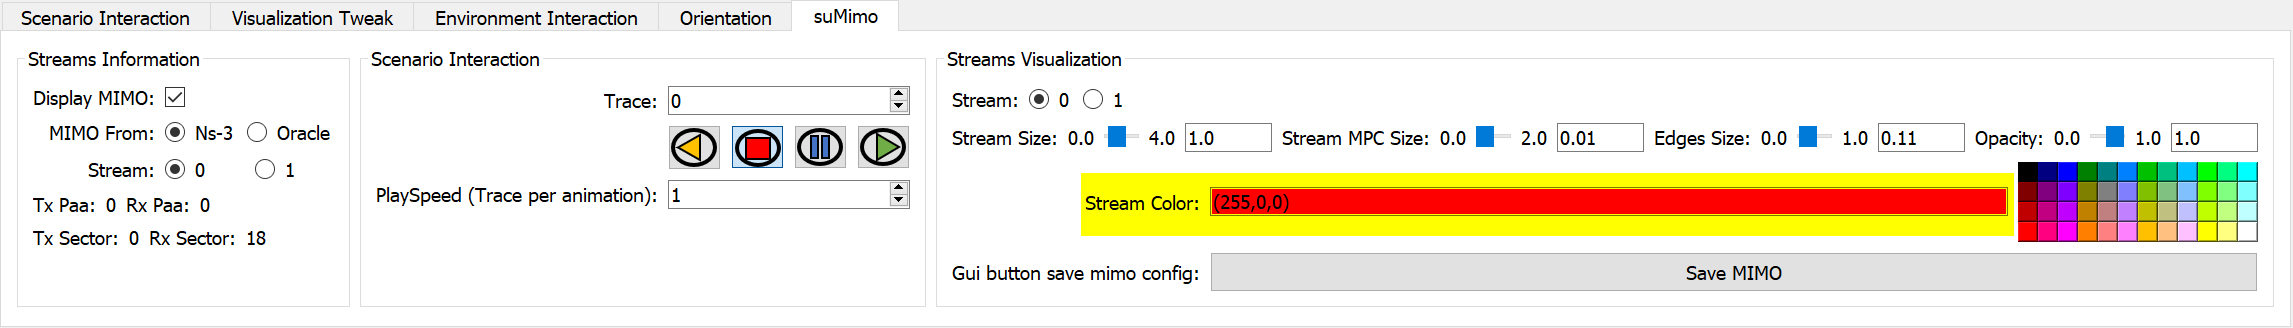 Scenario Interaction Visualization Tweak Environment Interaction Orientation suMimo
Streams Information
Display MIMO:
MIMO From: Ns-3 Oracle
Stream: 0 1
Tx Paa: 0 Rx Paa: 0
Tx Sector: 0 Rx Sector: 18
Scenario Interaction
Trace: 0
PlaySpeed (Trace per animation): 1
Streams Visualization
Stream: 0 1
Stream Size: 0.0 4.0 1.0 Stream MPC Size: 0.0 2.0 0.01 Edges Size: 0.0 1.0 0.11 Opacity: 0.0 1.0 1.0
Stream Color: (255,0,0)
Gui button save mimo config: Save MIMO